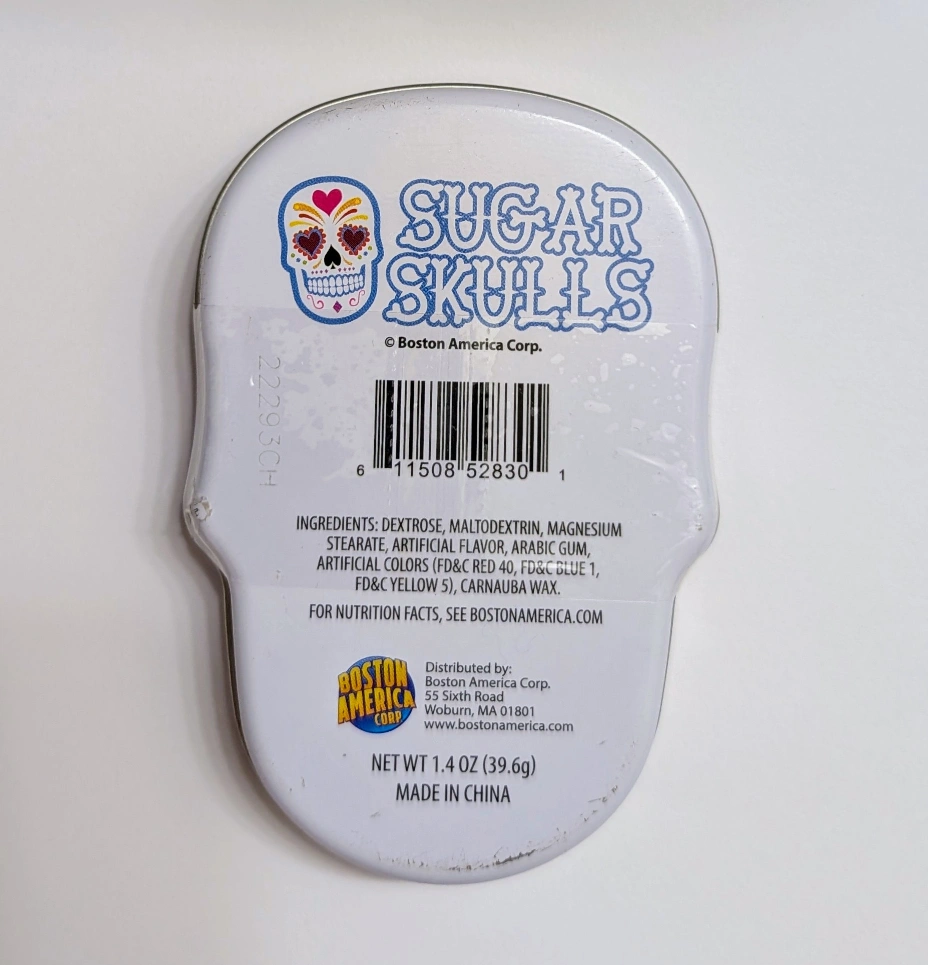 SUGAR
SKULLS
© Boston America Corp.
22293CH
6 11508 52830 1
INGREDIENTS: DEXTROSE, MALTODEXTRIN, MAGNESIUM
STEARATE, ARTIFICIAL FLAVOR, ARABIC GUM,
ARTIFICIAL COLORS (FD&C RED 40, FD&C BLUE 1,
FD&C YELLOW 5), CARNAUBA WAX.
FOR NUTRITION FACTS, SEE BOSTONAMERICA.COM
BOSTON
AMERICA
CORP
Distributed by:
Boston America Corp.
55 Sixth Road
Woburn, MA 01801
www.bostonamerica.com
NET WT 1.4 OZ (39.6g)
MADE IN CHINA